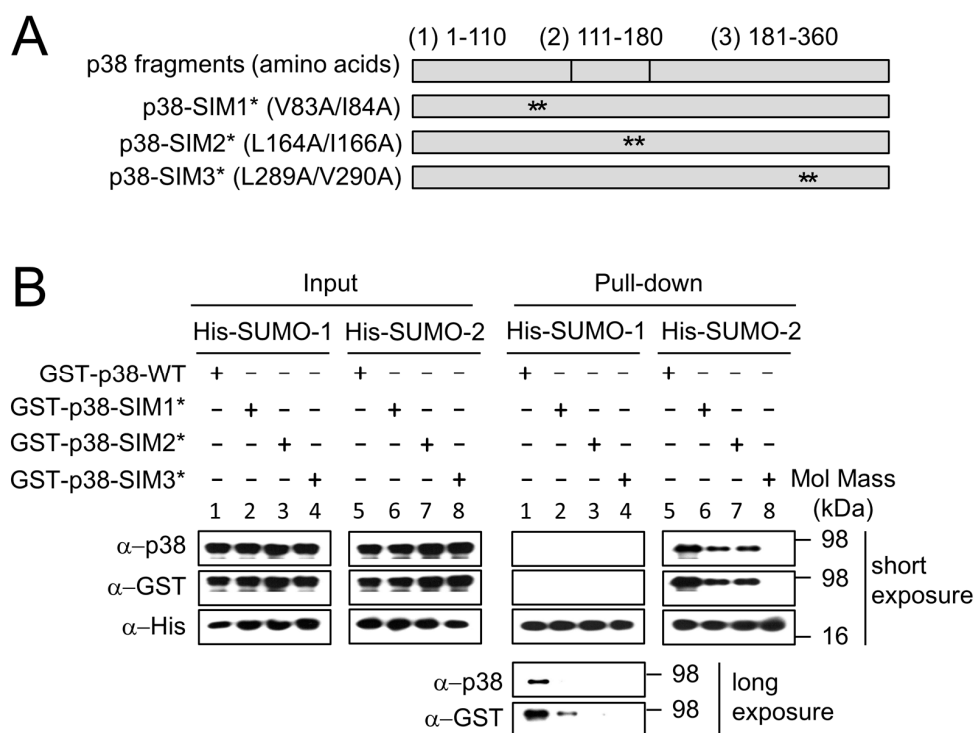 A
(1) 1-110 (2) 111-180 (3) 181-360
p38 fragments (amino acids)
p38-SIM1* (V83A/I84A) **
p38-SIM2* (L164A/I166A) **
p38-SIM3* (L289A/V290A) **
B
Input Pull-down
His-SUMO-1 His-SUMO-2 His-SUMO-1 His-SUMO-2
GST-p38-WT + – – – + – – – + – – – + – – –
GST-p38-SIM1* – + – – – + – – – + – – – + – –
GST-p38-SIM2* – – + – – – + – – – + – – – + –
GST-p38-SIM3* – – – + – – – + – – – + – – – + Mol Mass
1 2 3 4 5 6 7 8 1 2 3 4 5 6 7 8 (kDa)
α–p38 98
α–GST 98 short
exposure
α–His 16
α–p38 98 long
α–GST 98 exposure